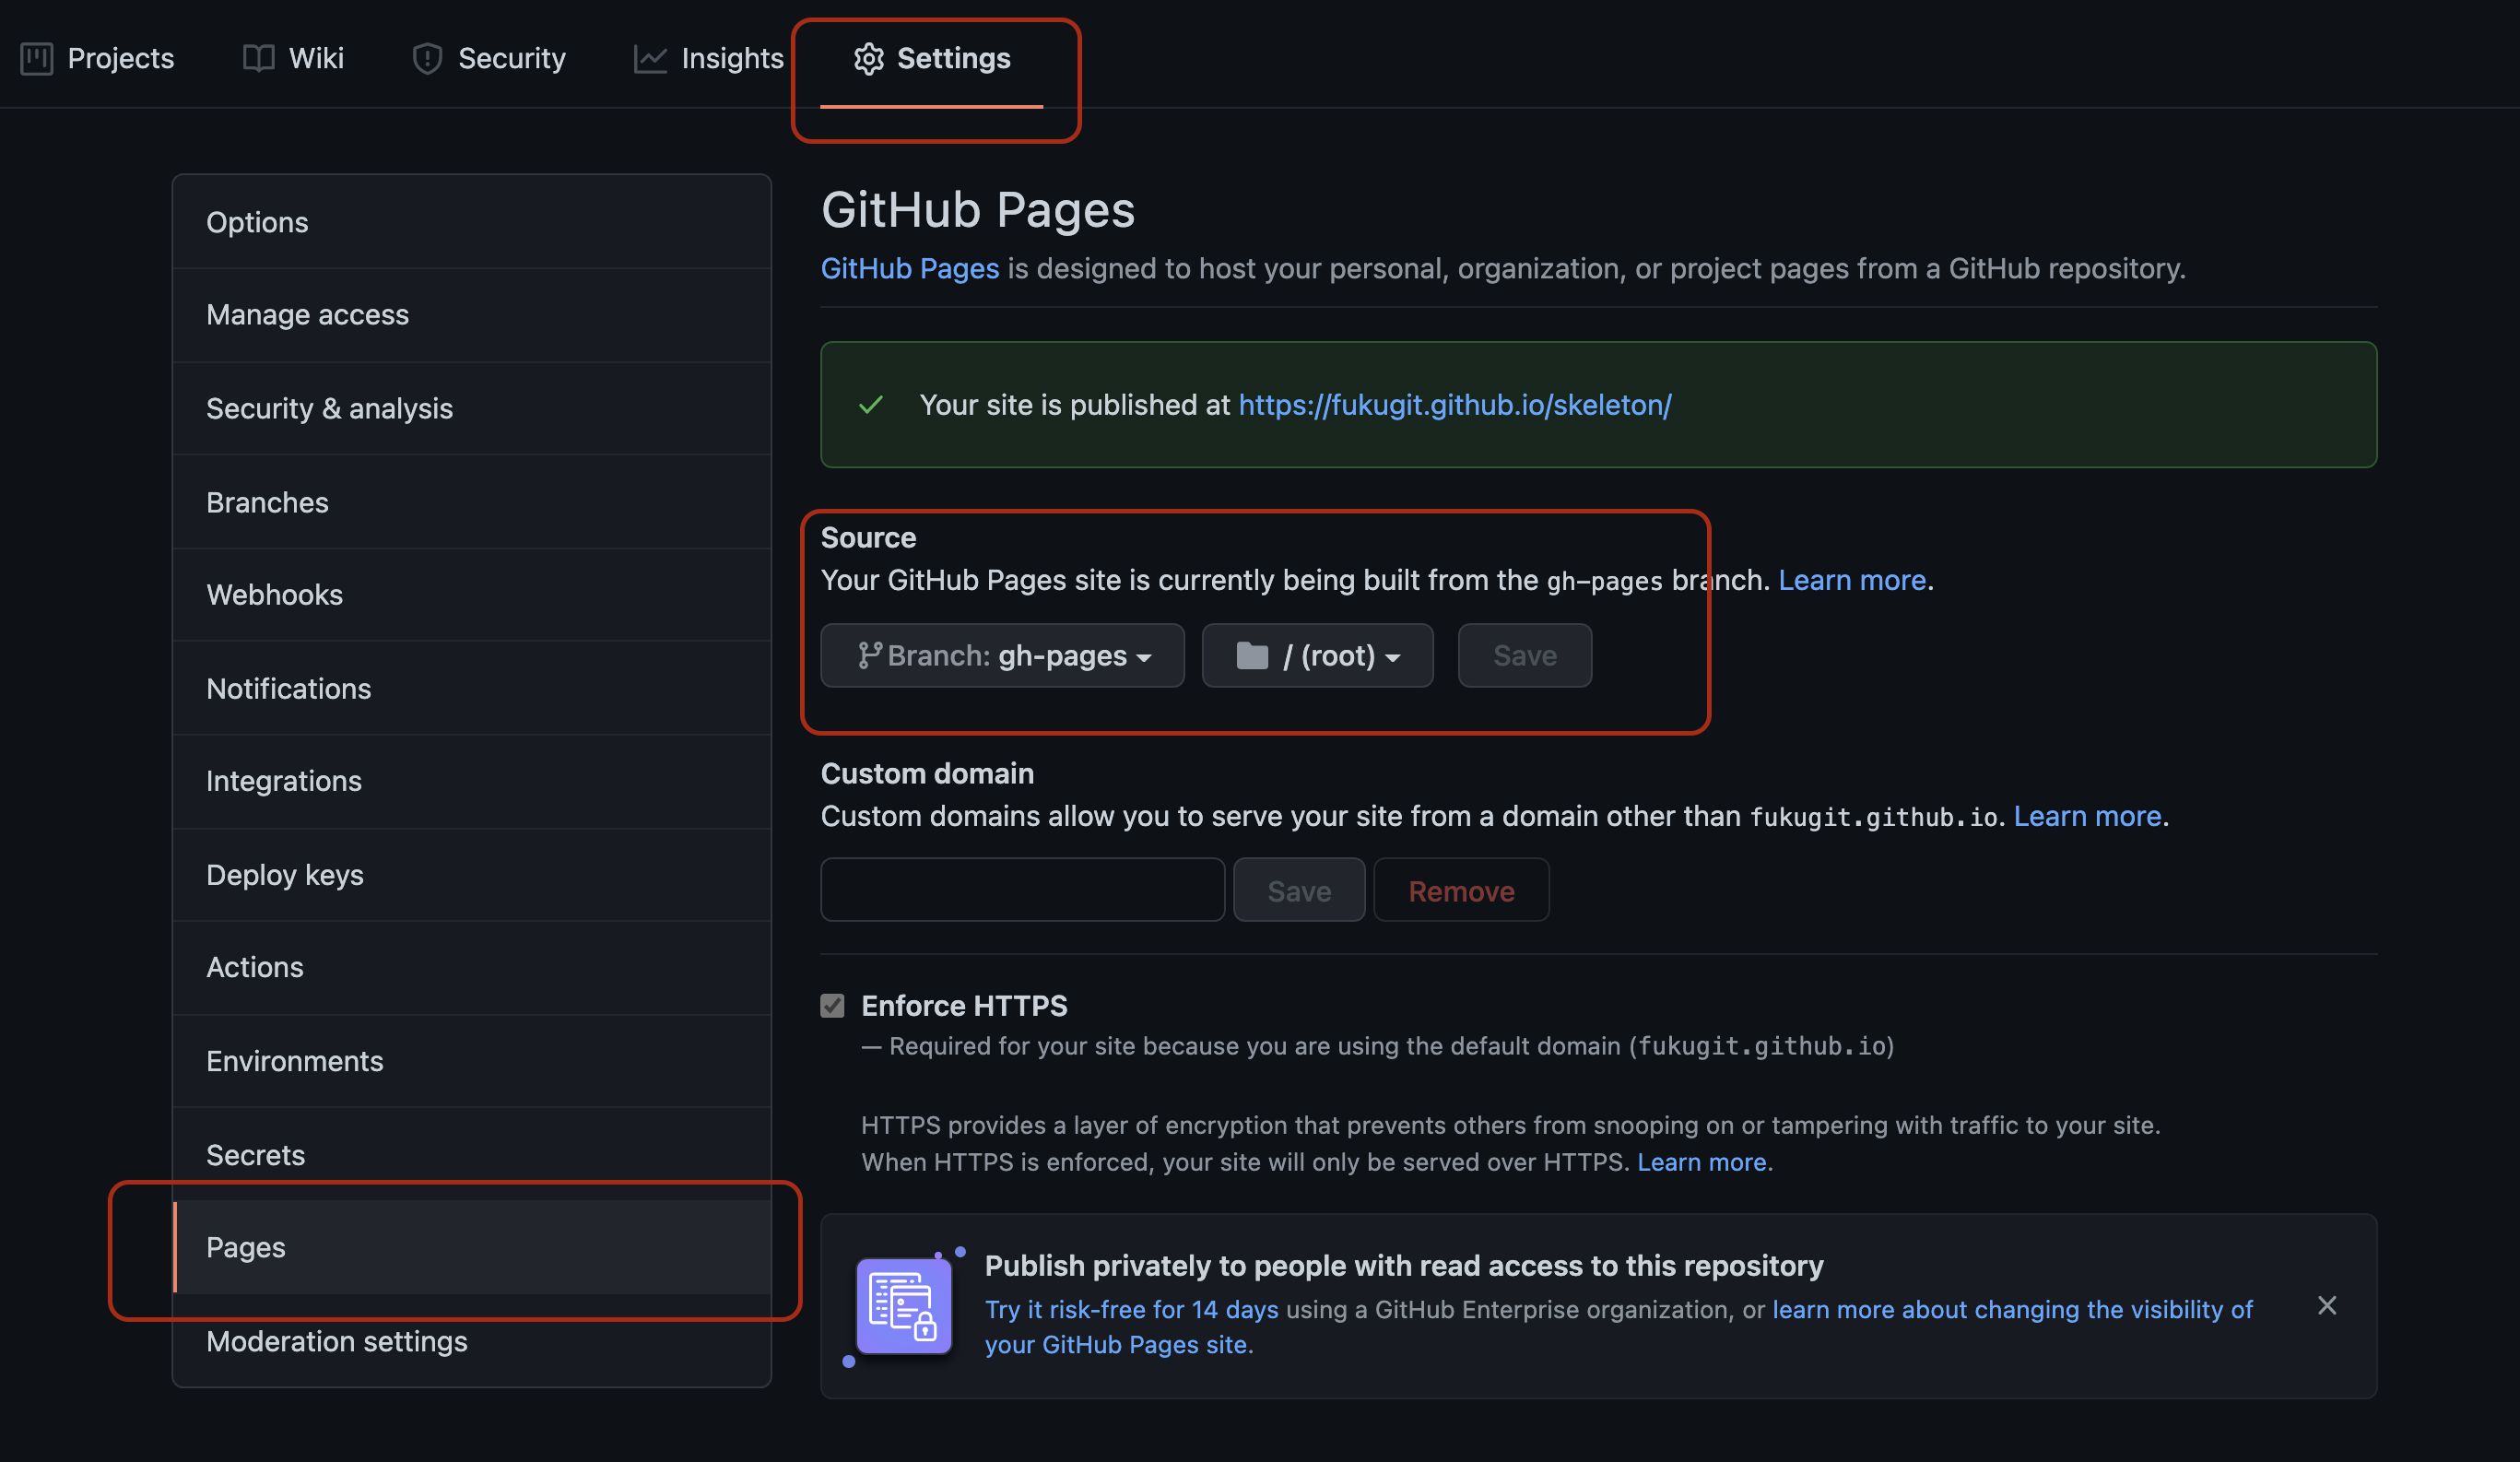 Projects
Wiki
Security
Insights
Settings
Options
Manage access
Security & analysis
Branches
Webhooks
Notifications
Integrations
Deploy keys
Actions
Environments
Secrets
Pages
Moderation settings
GitHub Pages
GitHub Pages is designed to host your personal, organization, or project pages from a GitHub repository.
Your site is published at https://fukugit.github.io/skeleton/
Source
Your GitHub Pages site is currently being built from the gh-pages branch. Learn more.
Branch: gh-pages
/ (root)
Save
Custom domain
Custom domains allow you to serve your site from a domain other than fukugit.github.io. Learn more.
Save
Remove
Enforce HTTPS
— Required for your site because you are using the default domain (fukugit.github.io)
HTTPS provides a layer of encryption that prevents others from snooping on or tampering with traffic to your site.
When HTTPS is enforced, your site will only be served over HTTPS. Learn more.
Publish privately to people with read access to this repository
Try it risk-free for 14 days using a GitHub Enterprise organization, or learn more about changing the visibility of
your GitHub Pages site.